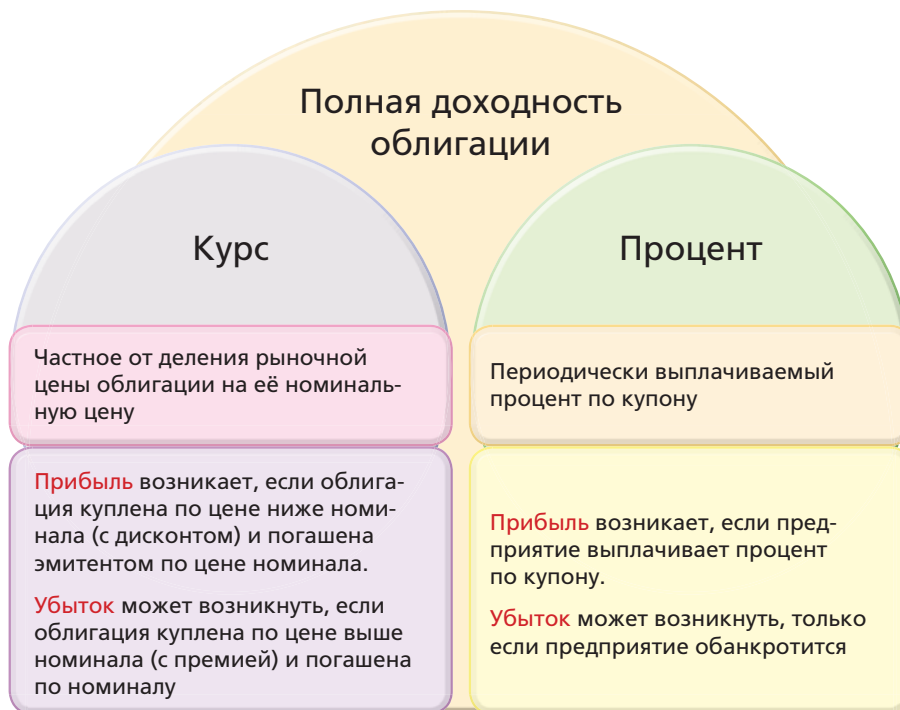 Полная доходность
облигации
Курс
Процент
Частное от деления рыночной
цены облигации на её номиналь-
ную цену
Периодически выплачиваемый
процент по купону
Прибыль возникает, если облига-
ция куплена по цене ниже номи-
нала (с дисконтом) и погашена
эмитентом по цене номинала.
Убыток может возникнуть, если
облигация куплена по цене выше
номинала (с премией) и погашена
по номиналу
Прибыль возникает, если пред-
приятие выплачивает процент
по купону.
Убыток может возникнуть, только
если предприятие обанкротится